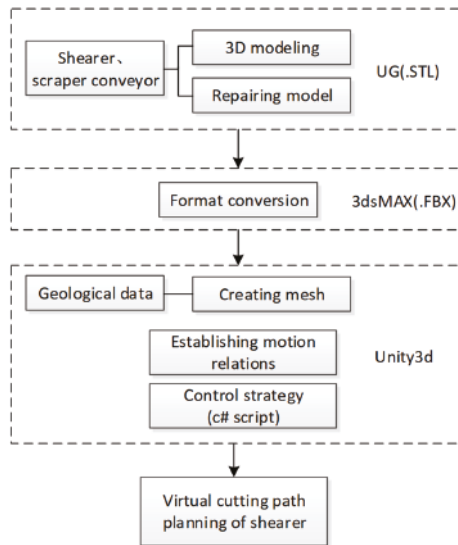 3D modeling
Shearer、
scraper conveyor
UG(.STL)
Repairing model
Format conversion
3dsMAX(.FBX)
Geological data
Creating mesh
Establishing motion
relations
Unity3d
Control strategy
(c# script)
Virtual cutting path
planning of shearer